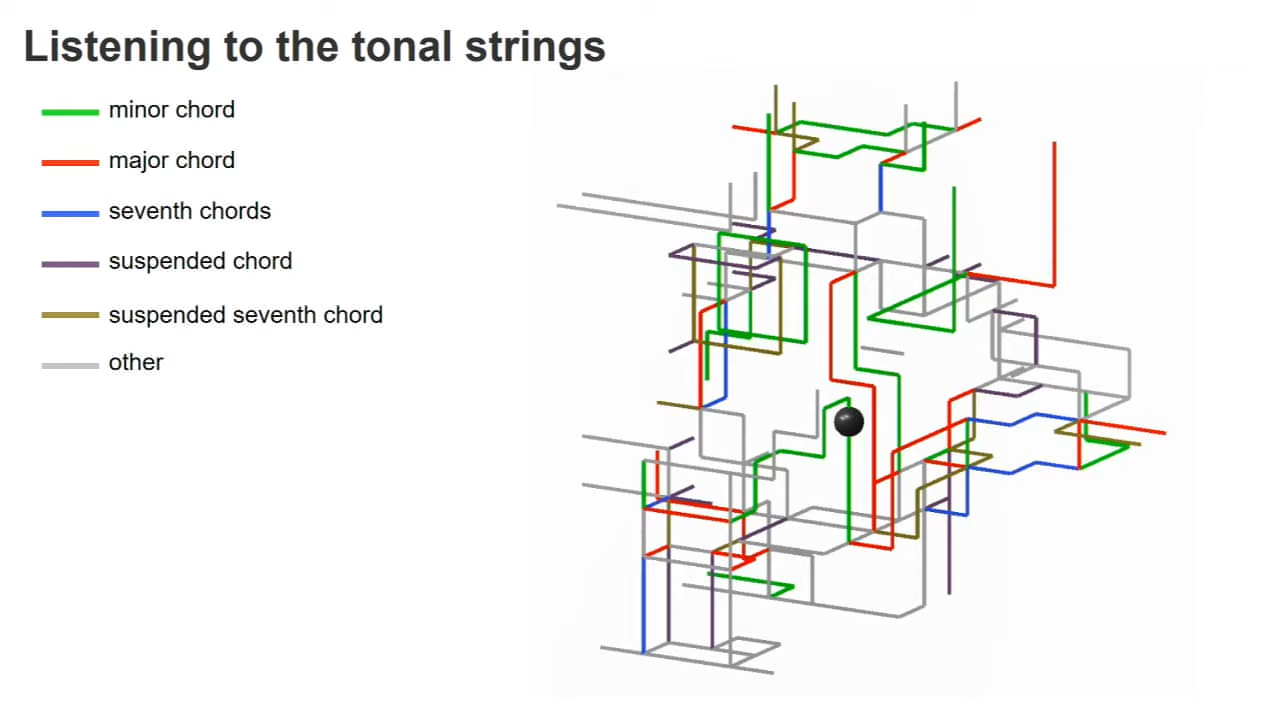 Listening to the tonal strings
minor chord
major chord
seventh chords
suspended chord
suspended seventh chord
other